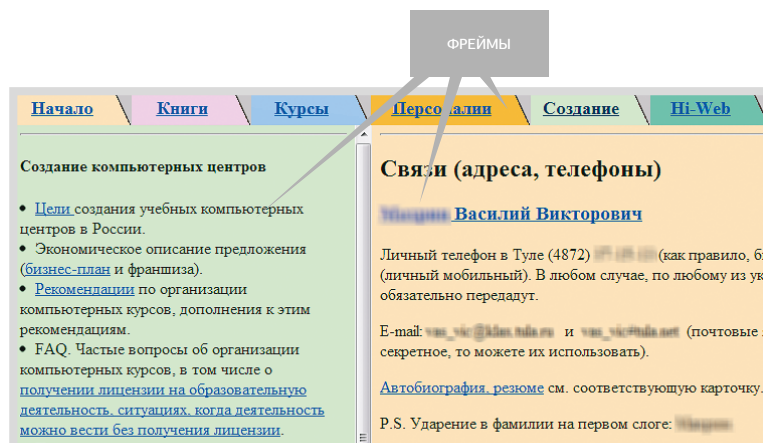 ФРЕЙМЫ
Начало Книги Курсы Персоналии Создание Hi-Web
Создание компьютерных центров
• Цели создания учебных компьютерных
центров в России.
• Экономическое описание предложения
(бизнес-план и франшиза).
• Рекомендации по организации
компьютерных курсов, дополнения к этим
рекомендациям.
• FAQ. Частые вопросы об организации
компьютерных курсов, в том числе о
получении лицензии на образовательную
деятельность, ситуациях, когда деятельность
можно вести без получения лицензии.
Связи (адреса, телефоны)
Василий Викторович
Личный телефон в Туле (4872) (как правило,
(личный мобильный). В любом случае, по любому из
обязательно передадут.
E-mail: и (почтовые
секретное, то можете их использовать).
Автобиография, резюме см. соответствующую карточку.
P.S. Ударение в фамилии на первом слоге: